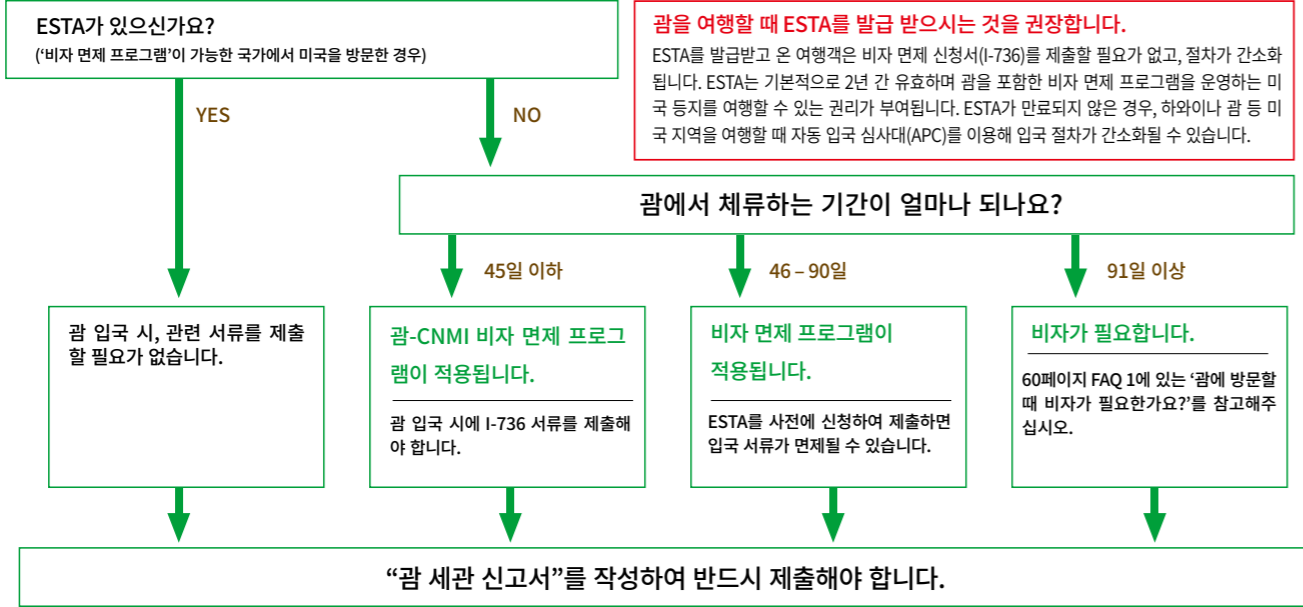 ESTA가 있으신가요?
('비자 면제 프로그램'이 가능한 국가에서 미국을 방문한 경우)
괌을 여행할 때 ESTA를 발급 받으시는 것을 권장합니다.
ESTA를 발급받고 온 여행객은 비자 면제 신청서(I-736)를 제출할 필요가 없고, 절차가 간소화
됩니다. ESTA는 기본적으로 2년 간 유효하며 괌을 포함한 비자 면제 프로그램을 운영하는 미
국 등지를 여행할 수 있는 권리가 부여됩니다. ESTA가 만료되지 않은 경우, 하와이나 괌 등 미
국 지역을 여행할 때 자동 입국 심사대(APC)를 이용해 입국 절차가 간소화될 수 있습니다.
YES
NO
괌에서 체류하는 기간이 얼마나 되나요?
45일 이하
46 – 90일
91일 이상
괌 입국 시, 관련 서류를 제출
할 필요가 없습니다.
괌-CNMI 비자 면제 프로그
램이 적용됩니다.
괌 입국 시에 I-736 서류를 제출해
야 합니다.
비자 면제 프로그램이
적용됩니다.
ESTA를 사전에 신청하여 제출하면
입국 서류가 면제될 수 있습니다.
비자가 필요합니다.
60페이지 FAQ 1에 있는 '괌에 방문할
때 비자가 필요한가요?'를 참고해주
십시오.
"괌 세관 신고서"를 작성하여 반드시 제출해야 합니다.